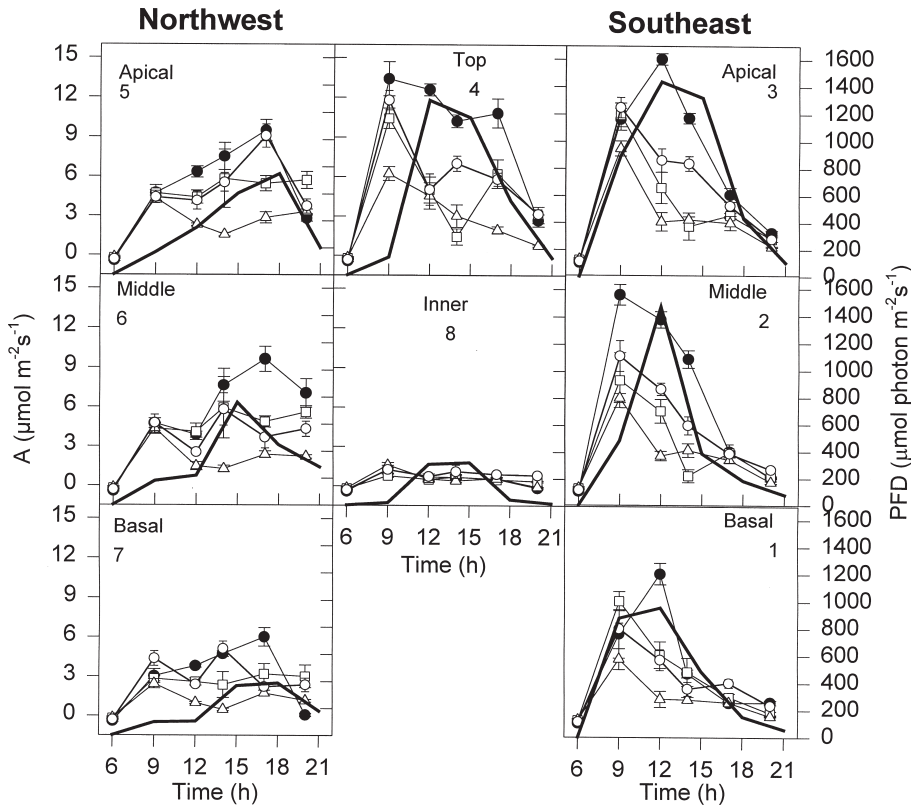 Northwest
Southeast
Apical
5
Top
4
Apical
3
Middle
6
Inner
8
Middle
2
Basal
7
Basal
1
A (µmol m⁻²s⁻¹)
15
12
9
6
3
0
15
12
9
6
3
0
15
12
9
6
3
0
PFD (µmol photon m⁻²s⁻¹)
1600
1400
1200
1000
800
600
400
200
0
1600
1400
1200
1000
800
600
400
200
0
1600
1400
1200
1000
800
600
400
200
0
6 9 12 15 18 21
Time (h)
6 9 12 15 18 21
Time (h)
6 9 12 15 18 21
Time (h)